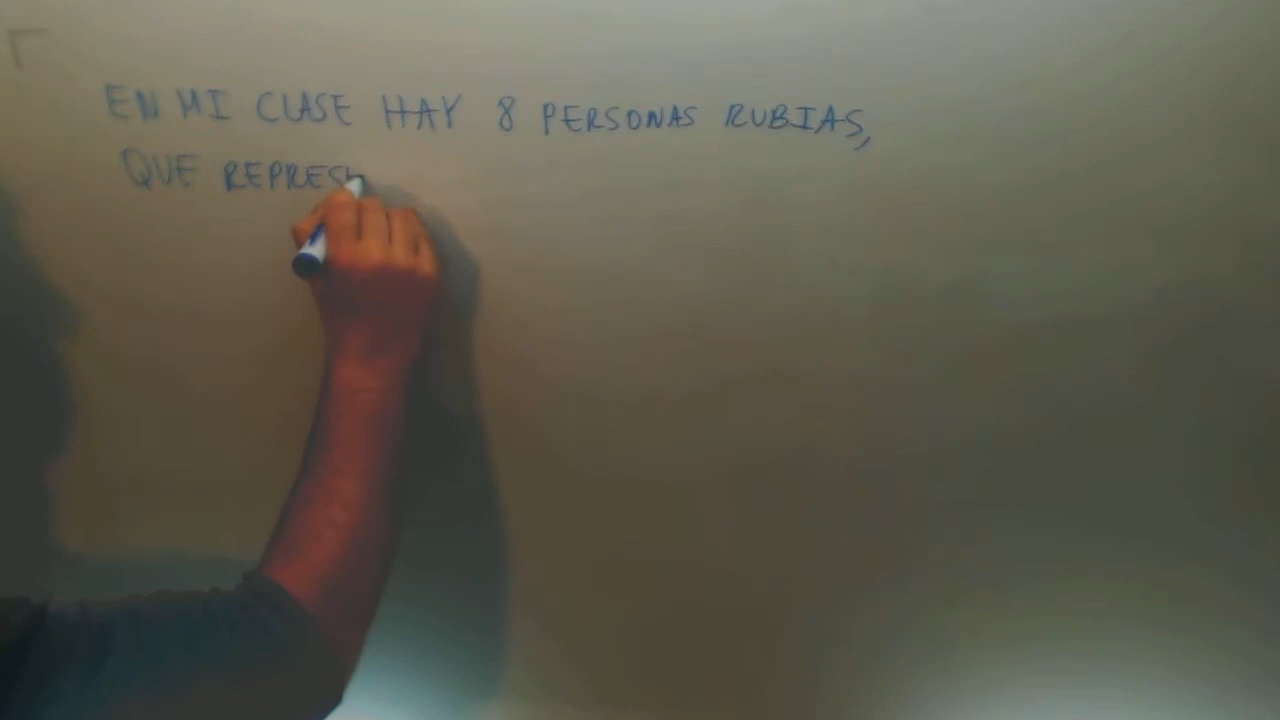 EN MI CLASE HAY 8 PERSONAS RUBIAS,
QUE REPRES